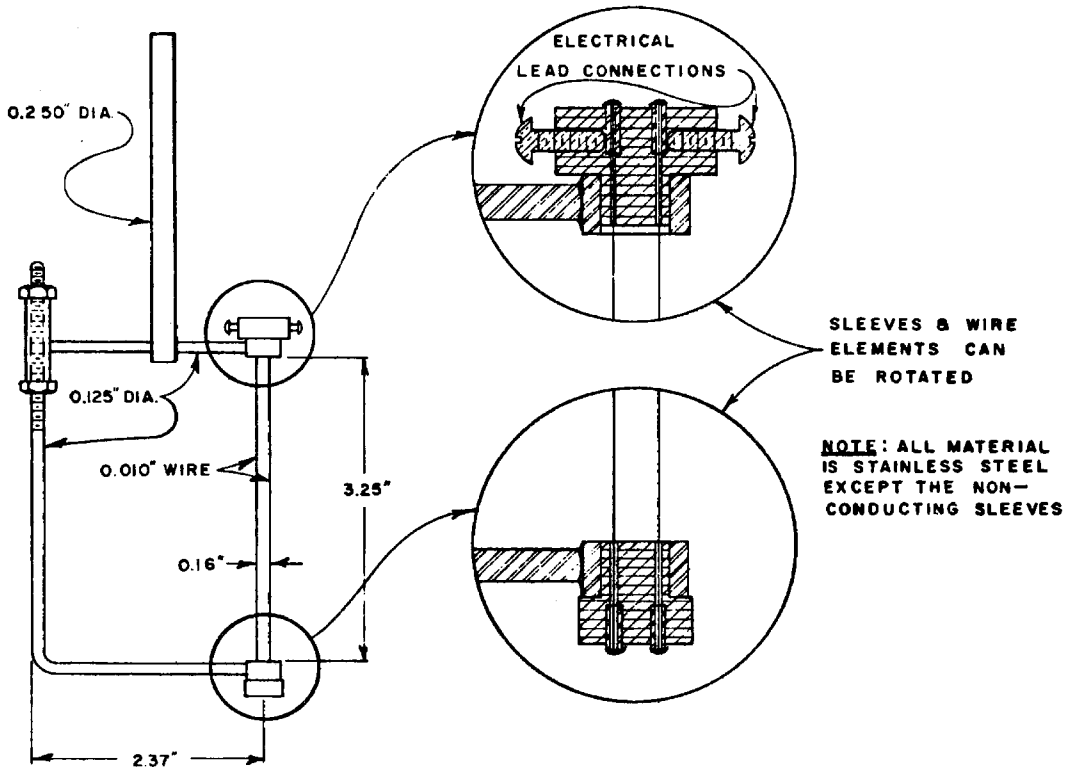 ELECTRICAL
LEAD CONNECTIONS
0.250" DIA.
SLEEVES & WIRE
ELEMENTS CAN
BE ROTATED
0.125" DIA.
0.010" WIRE
3.25"
NOTE: ALL MATERIAL
IS STAINLESS STEEL
EXCEPT THE NON-
CONDUCTING SLEEVES
0.16"
2.37"